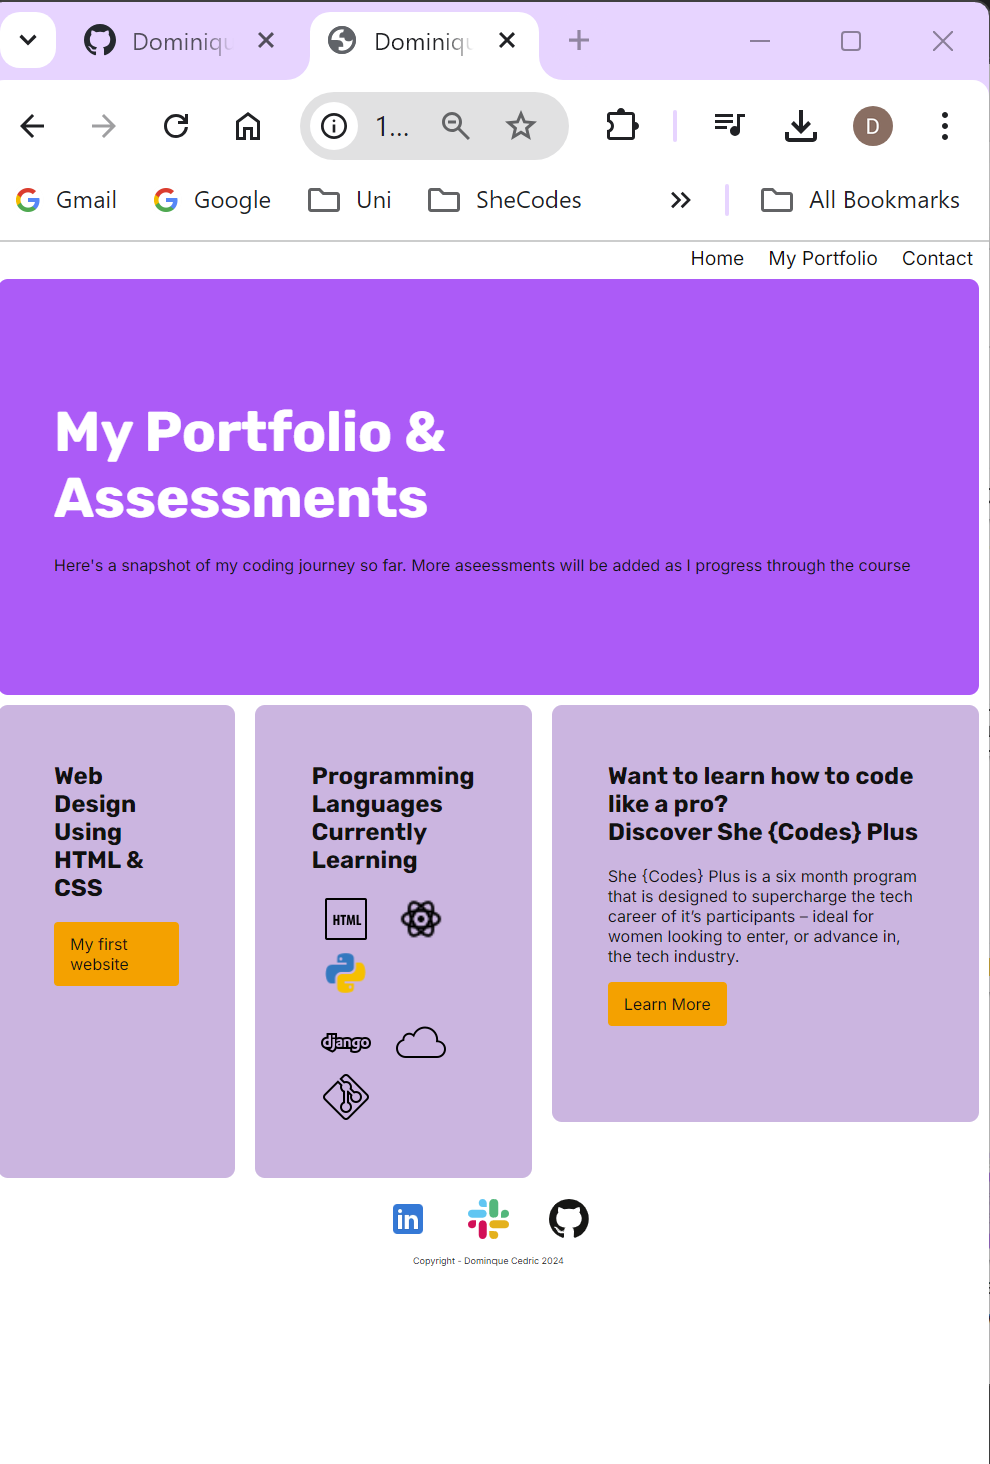 Dominiqu
Dominiqu
1...
D
Gmail
Google
Uni
SheCodes
All Bookmarks
Home My Portfolio Contact
My Portfolio &
Assessments
Here's a snapshot of my coding journey so far. More aseessments will be added as I progress through the course
Web
Design
Using
HTML &
CSS
My first
website
Programming
Languages
Currently
Learning
HTML
django
Want to learn how to code
like a pro?
Discover She {Codes} Plus
She {Codes} Plus is a six month program
that is designed to supercharge the tech
career of it’s participants – ideal for
women looking to enter, or advance in,
the tech industry.
Learn More
in
Copyright - Dominque Cedric 2024